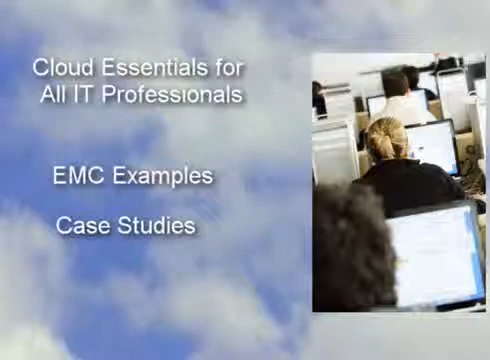 Cloud Essentials for
All IT Professionals
EMC Examples
Case Studies